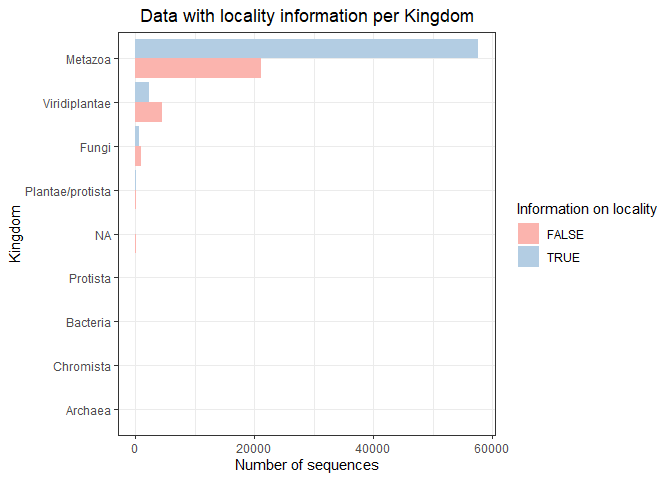 Data with locality information per Kingdom
Kingdom
Metazoa
Viridiplantae
Fungi
Plantae/protista
NA
Protista
Bacteria
Chromista
Archaea
0 20000 40000 60000
Number of sequences
Information on locality
FALSE
TRUE